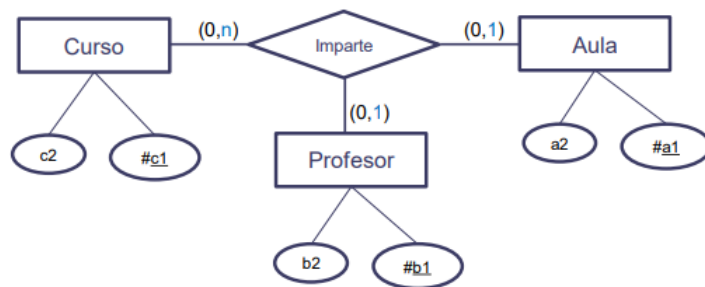 Curso
(0,n)
Imparte
(0,1)
Aula
(0,1)
c2
#c1
Profesor
a2
#a1
b2
#b1